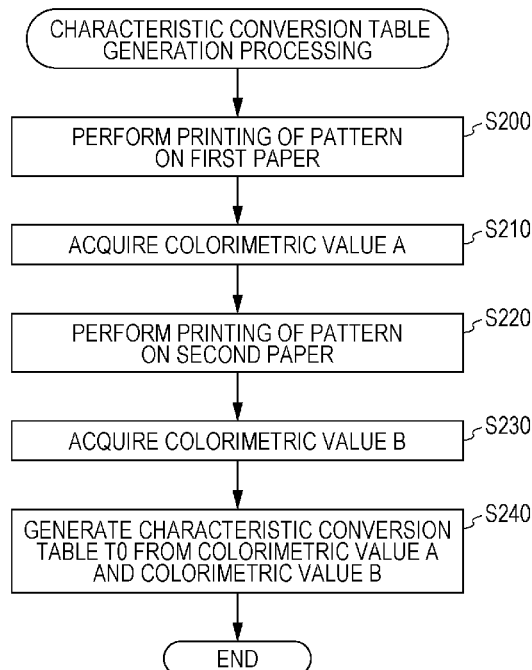 CHARACTERISTIC CONVERSION TABLE
GENERATION PROCESSING
S200
PERFORM PRINTING OF PATTERN
ON FIRST PAPER
S210
ACQUIRE COLORIMETRIC VALUE A
S220
PERFORM PRINTING OF PATTERN
ON SECOND PAPER
S230
ACQUIRE COLORIMETRIC VALUE B
S240
GENERATE CHARACTERISTIC CONVERSION
TABLE T0 FROM COLORIMETRIC VALUE A
AND COLORIMETRIC VALUE B
END